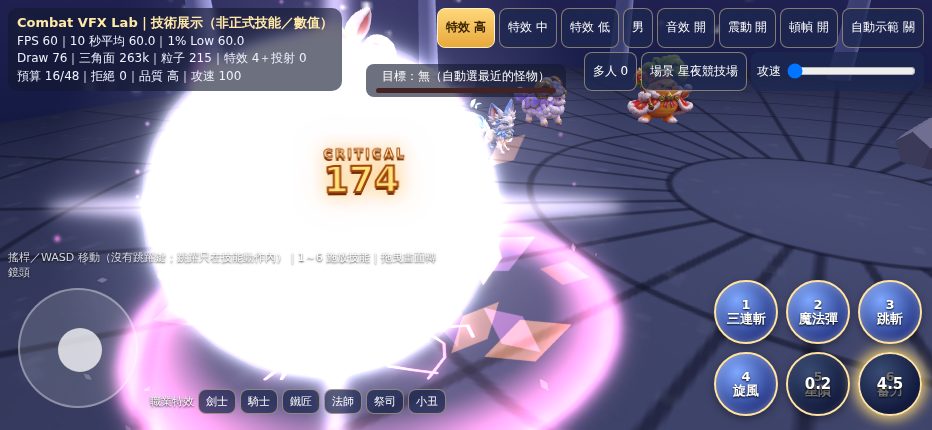 Combat VFX Lab｜技術展示（非正式技能／數值）
FPS 60｜10 秒平均 60.0｜1% Low 60.0
Draw 76｜三角面 263k｜粒子 215｜特效 4＋投射 0
預算 16/48｜拒絕 0｜品質 高｜攻速 100
特效 高
特效 中
特效 低
男
音效 開
震動 開
頓幀 開
自動示範 關
目標：無（自動選最近的怪物）
多人 0
場景 星夜競技場
攻速
CRITICAL
174
搖桿／WASD 移動（沒有跳躍鍵；跳躍只在技能動作內）｜1～6 施放技能｜拖曳畫面轉
鏡頭
1
三連斬
2
魔法彈
3
跳斬
4
旋風
5
0.2
星隕
6
4.5
蓄力
職業特效
劍士
騎士
鐵匠
法師
祭司
小丑